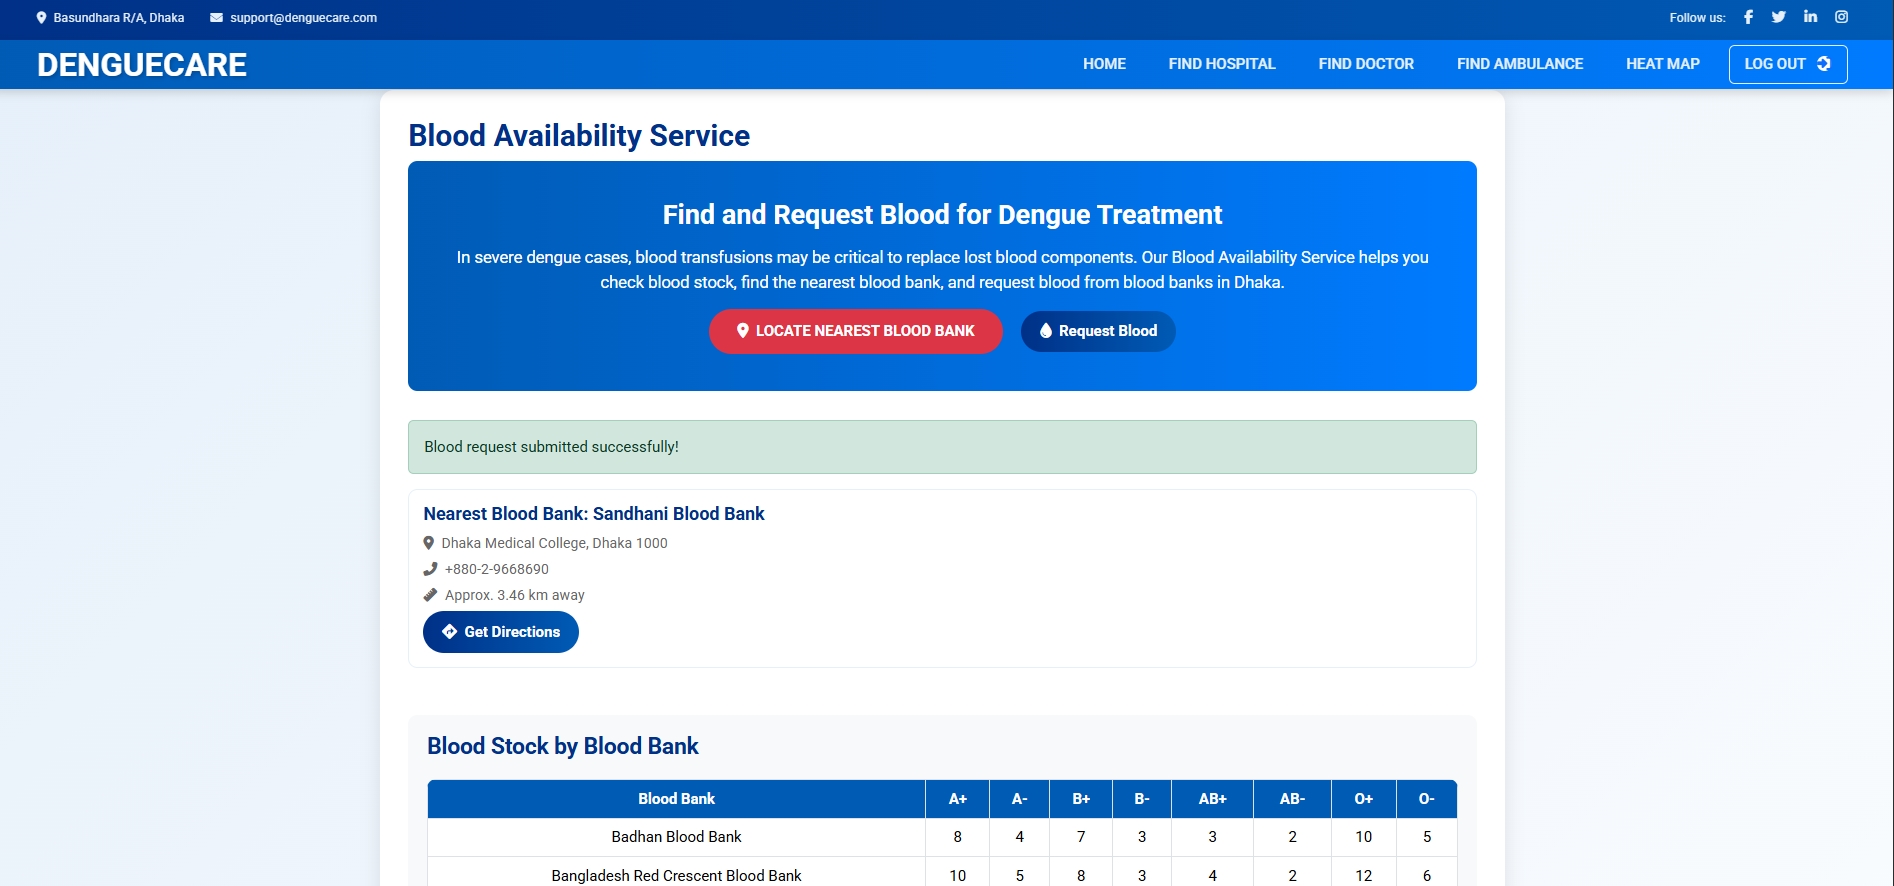 Basundhara R/A, Dhaka support@denguecare.com Follow us:
DENGUECARE HOME FIND HOSPITAL FIND DOCTOR FIND AMBULANCE HEAT MAP LOG OUT
Blood Availability Service
Find and Request Blood for Dengue Treatment
In severe dengue cases, blood transfusions may be critical to replace lost blood components. Our Blood Availability Service helps you
check blood stock, find the nearest blood bank, and request blood from blood banks in Dhaka.
LOCATE NEAREST BLOOD BANK Request Blood
Blood request submitted successfully!
Nearest Blood Bank: Sandhani Blood Bank
Dhaka Medical College, Dhaka 1000
+880-2-9668690
Approx. 3.46 km away
Get Directions
Blood Stock by Blood Bank
Blood Bank A+ A- B+ B- AB+ AB- O+ O-
Badhan Blood Bank 8 4 7 3 3 2 10 5
Bangladesh Red Crescent Blood Bank 10 5 8 3 4 2 12 6